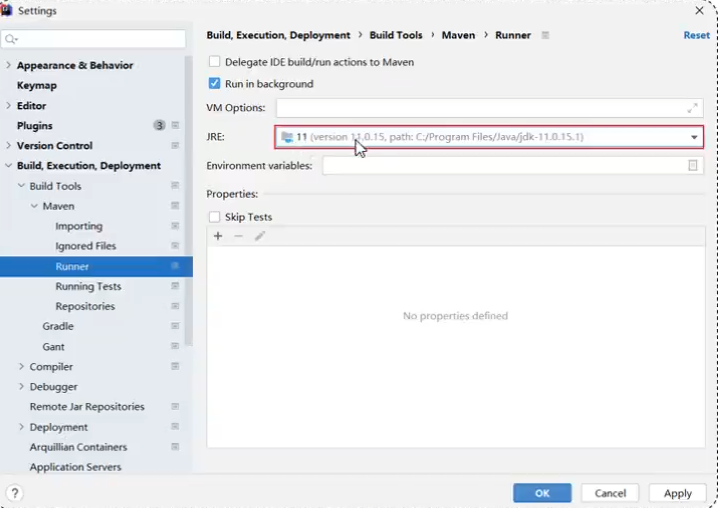 Settings
Build, Execution, Deployment > Build Tools > Maven > Runner
Reset
Appearance & Behavior
Keymap
Editor
Plugins
3
Version Control
Build, Execution, Deployment
Build Tools
Maven
Importing
Ignored Files
Runner
Running Tests
Repositories
Gradle
Gant
Compiler
Debugger
Remote Jar Repositories
Deployment
Arquillian Containers
Application Servers
Delegate IDE build/run actions to Maven
Run in background
VM Options:
JRE:
11 (version 11.0.15, path: C:/Program Files/Java/jdk-11.0.15.1)
Environment variables:
Properties:
Skip Tests
No properties defined
?
OK
Cancel
Apply